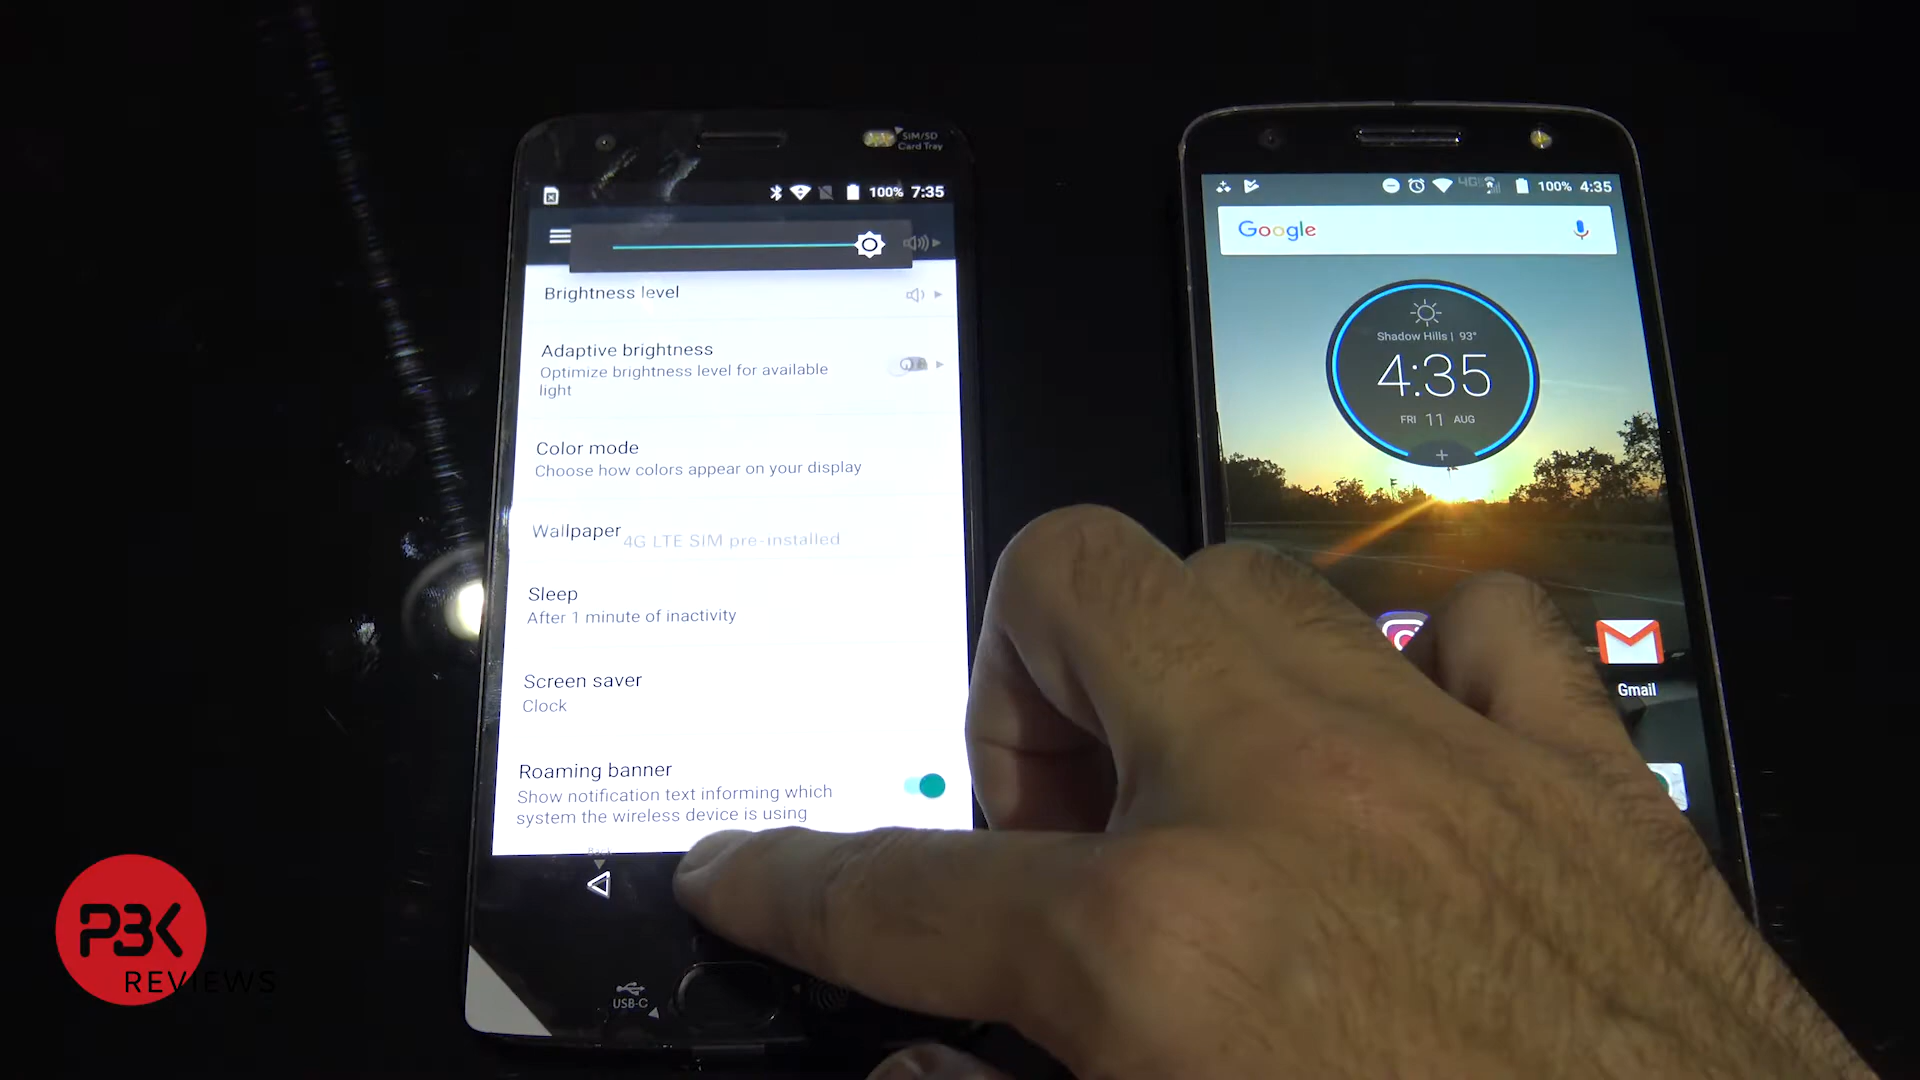 SIM/SD
Card Tray
100% 7:35
Brightness level
Adaptive brightness
Optimize brightness level for available
light
Color mode
Choose how colors appear on your display
Wallpaper
4G LTE SIM pre-installed
Sleep
After 1 minute of inactivity
Screen saver
Clock
Roaming banner
Show notification text informing which
system the wireless device is using
Back
USB-C
4G 100% 4:35
Google
Shadow Hills | 93°
4:35
FRI 11 AUG
+
Gmail
P3K
REVIEWS